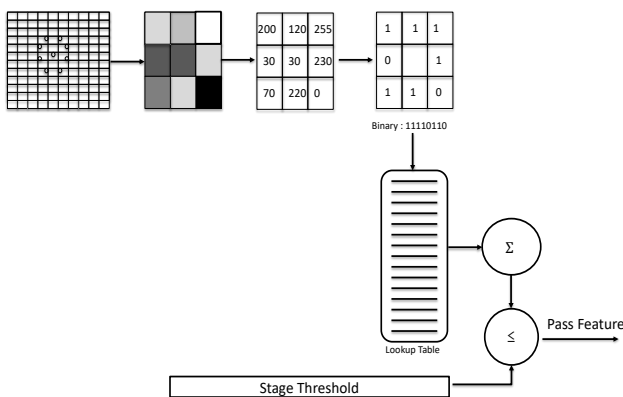 200 120 255 1 1 1
30 30 230 0 1
70 220 0 1 1 0
Binary : 11110110
Σ
≤
Pass Feature
Lookup Table
Stage Threshold